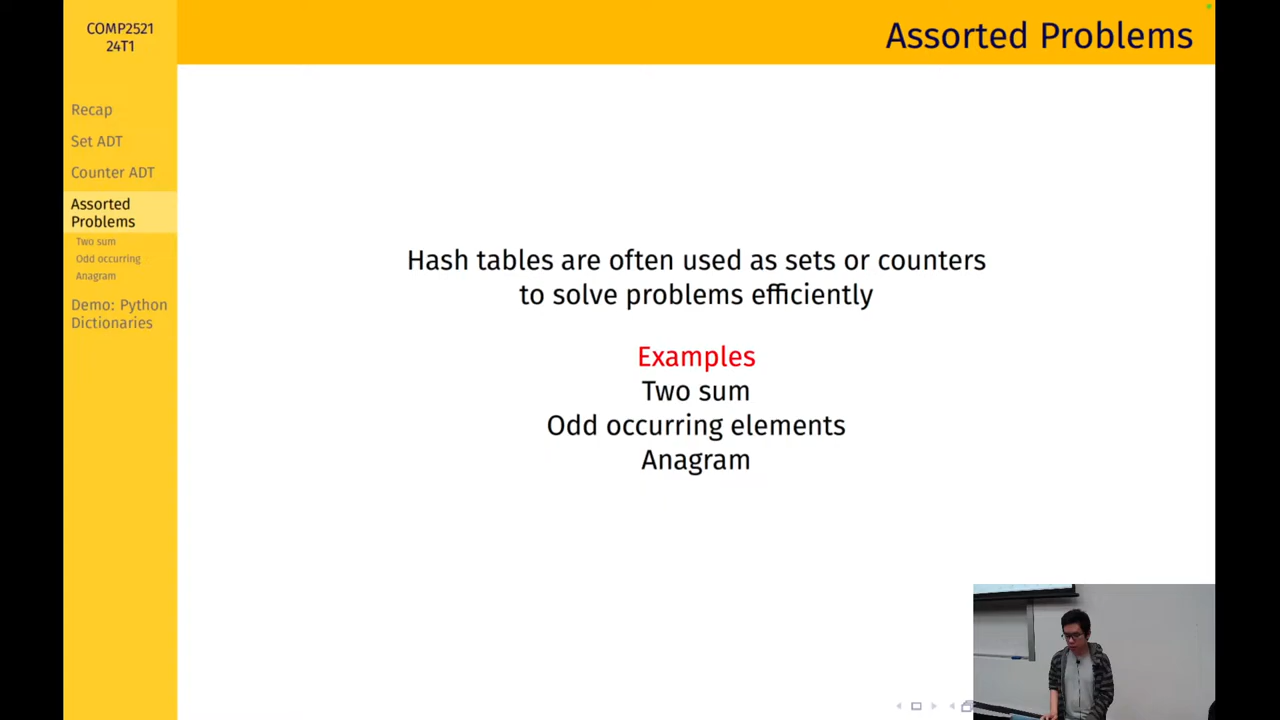 COMP2521
24T1
Assorted Problems
Recap
Set ADT
Counter ADT
Assorted
Problems
Two sum
Odd occurring
Anagram
Demo: Python
Dictionaries
Hash tables are often used as sets or counters
to solve problems efficiently
Examples
Two sum
Odd occurring elements
Anagram